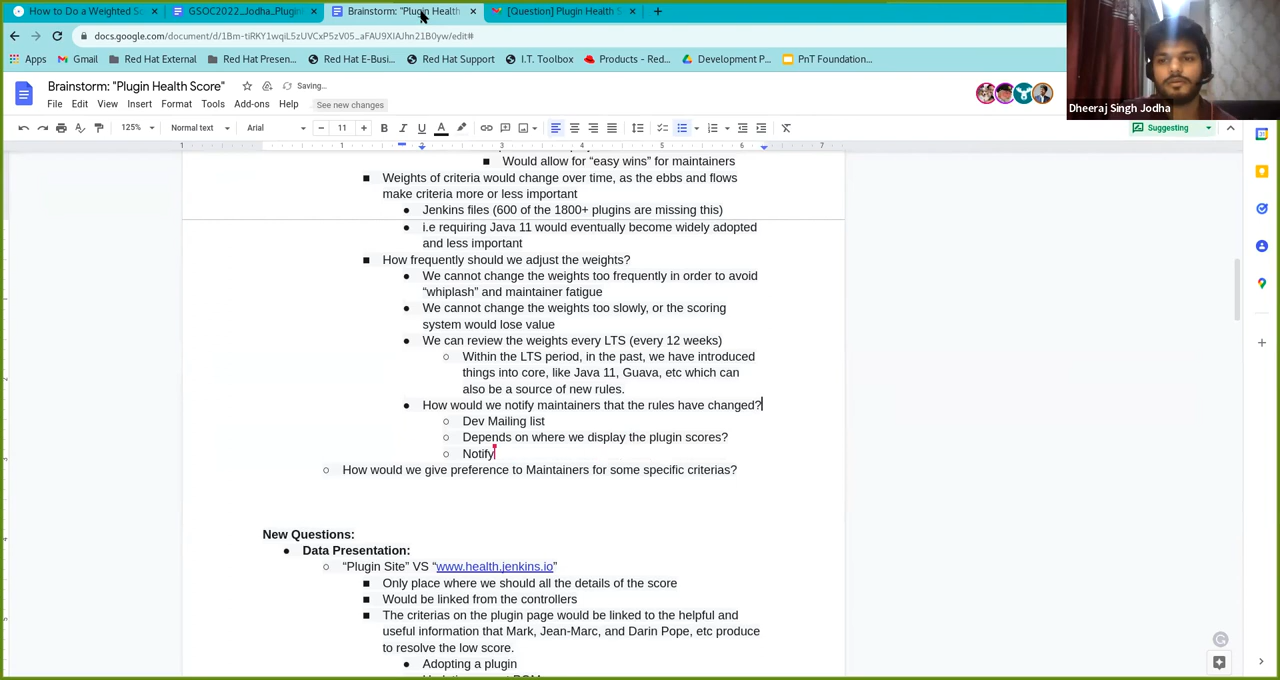 How to Do a Weighted S
GSOC2022_Jodha_Plugin
Brainstorm: "Plugin Health
[Question] Plugin Health S
docs.google.com/document/d/1Bm-tiRKY1wqiL5zUVCxP5zV05_aFAU9XIAJhn21B0yw/edit#
Apps
Gmail
Red Hat External
Red Hat Presen...
Red Hat E-Busi...
Red Hat Support
I.T. Toolbox
Products - Red...
Development P...
PnT Foundation...
Dheeraj Singh Jodha
Brainstorm: "Plugin Health Score"
Saving...
File Edit View Insert Format Tools Add-ons Help
See new changes
125%
Normal text
Arial
11
Suggesting
Would allow for “easy wins” for maintainers
Weights of criteria would change over time, as the ebbs and flows
make criteria more or less important
Jenkins files (600 of the 1800+ plugins are missing this)
i.e requiring Java 11 would eventually become widely adopted
and less important
How frequently should we adjust the weights?
We cannot change the weights too frequently in order to avoid
“whiplash” and maintainer fatigue
We cannot change the weights too slowly, or the scoring
system would lose value
We can review the weights every LTS (every 12 weeks)
Within the LTS period, in the past, we have introduced
things into core, like Java 11, Guava, etc which can
also be a source of new rules.
How would we notify maintainers that the rules have changed?
Dev Mailing list
Depends on where we display the plugin scores?
Notify
How would we give preference to Maintainers for some specific criterias?
New Questions:
Data Presentation:
“Plugin Site” VS “www.health.jenkins.io”
Only place where we should all the details of the score
Would be linked from the controllers
The criterias on the plugin page would be linked to the helpful and
useful information that Mark, Jean-Marc, and Darin Pope, etc produce
to resolve the low score.
Adopting a plugin